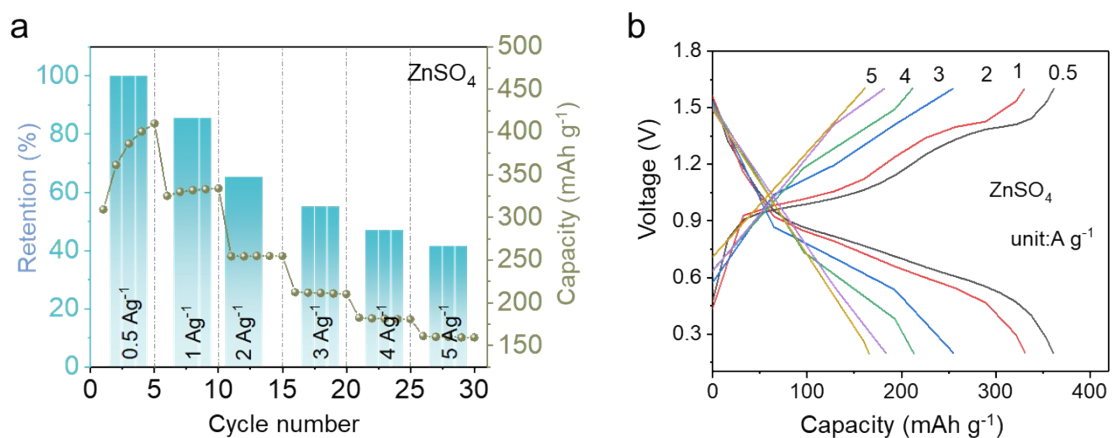 a
ZnSO4
Retention (%)
100
80
60
40
20
0
0.5 Ag-1
1 Ag-1
2 Ag-1
3 Ag-1
4 Ag-1
5 Ag-1
500
450
400
350
300
250
200
150
Capacity (mAh g-1)
0 5 10 15 20 25 30
Cycle number
b
Voltage (V)
1.8
1.5
1.2
0.9
0.6
0.3
5 4 3 2 1 0.5
ZnSO4
unit:A g-1
0 100 200 300 400
Capacity (mAh g-1)